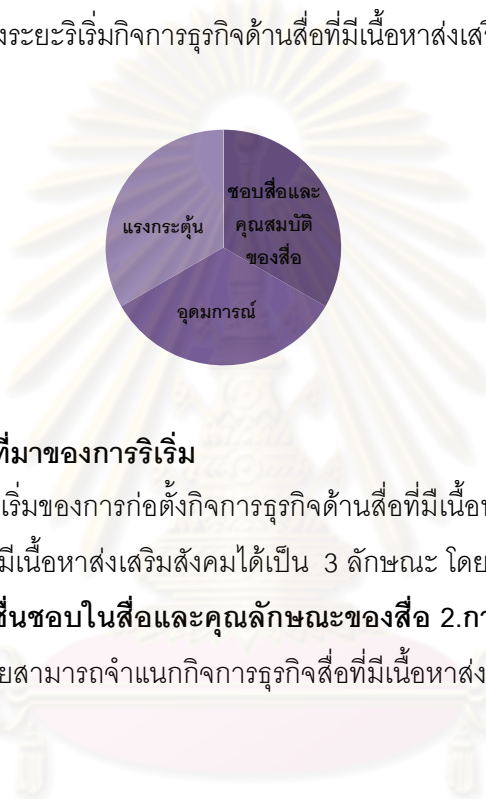 งระยะริเริ่มกิจการธุรกิจด้านสื่อที่มีเนื้อหาส่งเสริ
ชอบสื่อและ
คุณสมบัติ
ของสื่อ
แรงกระตุ้น
อุดมการณ์
ที่มาของการริเริ่ม
เริ่มของการก่อตั้งกิจการธุรกิจด้านสื่อที่มืเนื้อห
มีเนื้อหาส่งเสริมสังคมได้เป็น 3 ลักษณะ โดย
ชื่นชอบในสื่อและคุณลักษณะของสื่อ 2.กา
ยสามารถจำแนกกิจการธุรกิจสื่อที่มีเนื้อหาส่ง